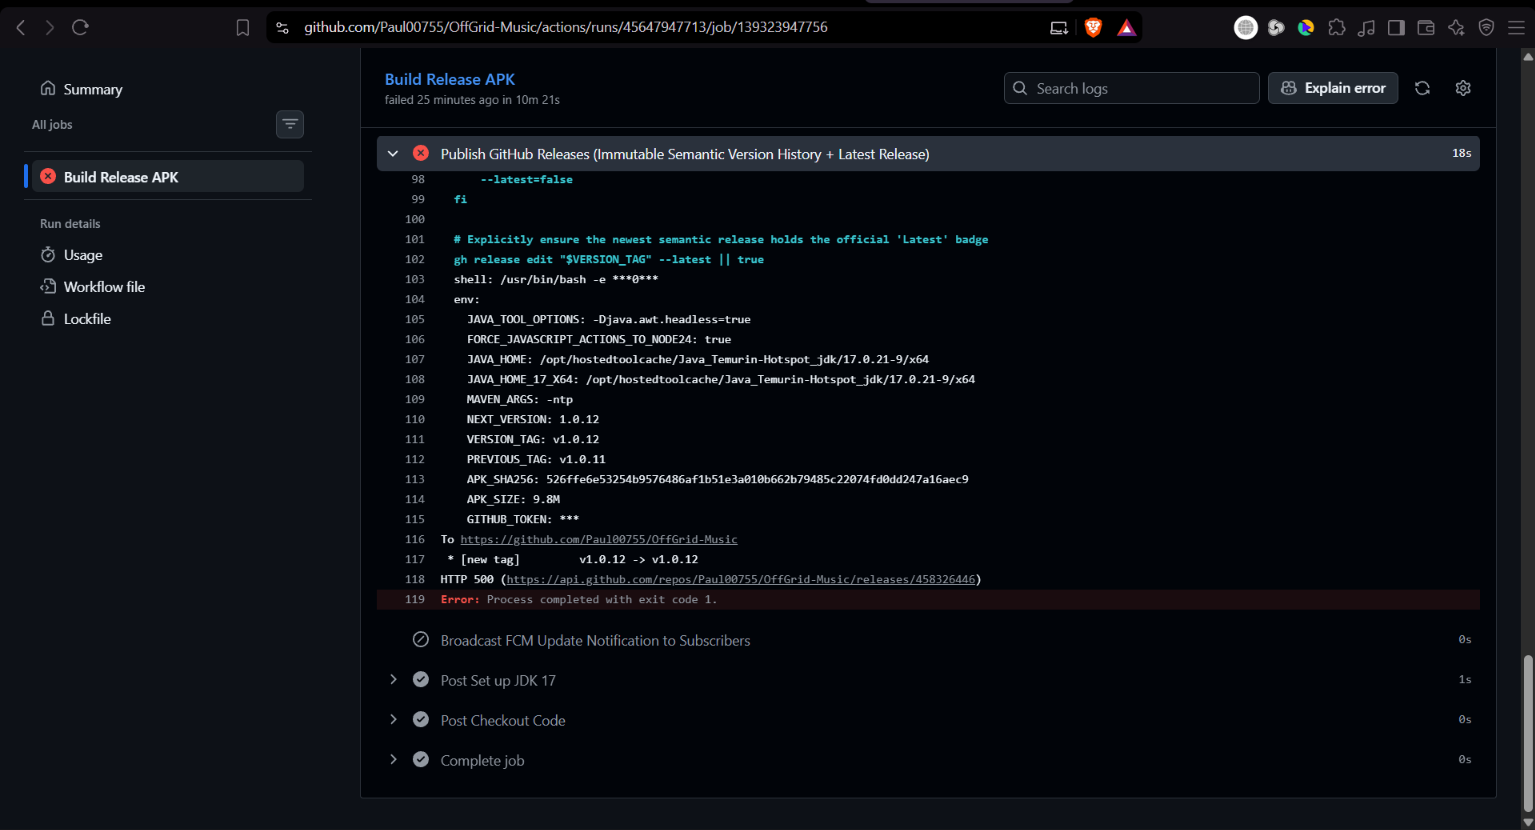 github.com/Paul00755/OffGrid-Music/actions/runs/45647947713/job/139323947756
Summary
All jobs
Build Release APK
Run details
Usage
Workflow file
Lockfile
Build Release APK
failed 25 minutes ago in 10m 21s
Search logs
Explain error
Publish GitHub Releases (Immutable Semantic Version History + Latest Release) 18s
98 --latest=false
99 fi
100
101 # Explicitly ensure the newest semantic release holds the official 'Latest' badge
102 gh release edit "$VERSION_TAG" --latest || true
103 shell: /usr/bin/bash -e ***0***
104 env:
105 JAVA_TOOL_OPTIONS: -Djava.awt.headless=true
106 FORCE_JAVASCRIPT_ACTIONS_TO_NODE24: true
107 JAVA_HOME: /opt/hostedtoolcache/Java_Temurin-Hotspot_jdk/17.0.21-9/x64
108 JAVA_HOME_17_X64: /opt/hostedtoolcache/Java_Temurin-Hotspot_jdk/17.0.21-9/x64
109 MAVEN_ARGS: -ntp
110 NEXT_VERSION: 1.0.12
111 VERSION_TAG: v1.0.12
112 PREVIOUS_TAG: v1.0.11
113 APK_SHA256: 526ffe6e53254b9576486af1b51e3a010b662b79485c22074fd0dd247a16aec9
114 APK_SIZE: 9.8M
115 GITHUB_TOKEN: ***
116 To https://github.com/Paul00755/OffGrid-Music
117 * [new tag] v1.0.12 -> v1.0.12
118 HTTP 500 (https://api.github.com/repos/Paul00755/OffGrid-Music/releases/458326446)
119 Error: Process completed with exit code 1.
Broadcast FCM Update Notification to Subscribers 0s
Post Set up JDK 17 1s
Post Checkout Code 0s
Complete job 0s